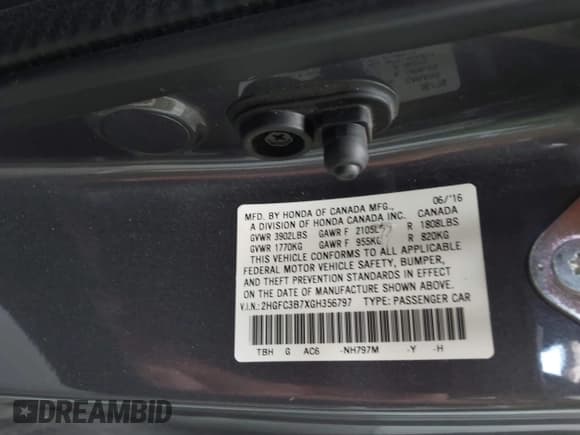 MFD. BY HONDA OF CANADA MFG., 06/'16
A DIVISION OF HONDA CANADA INC. CANADA
GVWR 3902LBS GAWR F 2105LBS R 1808LBS
GVWR 1770KG GAWR F 955KG R 820KG
THIS VEHICLE CONFORMS TO ALL APPLICABLE
FEDERAL MOTOR VEHICLE SAFETY, BUMPER,
AND THEFT PREVENTION STANDARDS IN EFFECT
ON THE DATE OF MANUFACTURE SHOWN ABOVE.
V.I.N.: 2HGFC3B7XGH356797 TYPE: PASSENGER CAR
TBH G AC6 -NH797M -Y -H
DREAMBID